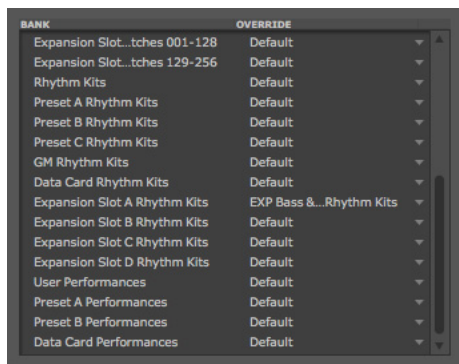 BANK OVERRIDE
Expansion Slot...tches 001-128 Default
Expansion Slot...tches 129-256 Default
Rhythm Kits Default
Preset A Rhythm Kits Default
Preset B Rhythm Kits Default
Preset C Rhythm Kits Default
GM Rhythm Kits Default
Data Card Rhythm Kits Default
Expansion Slot A Rhythm Kits EXP Bass &...Rhythm Kits
Expansion Slot B Rhythm Kits Default
Expansion Slot C Rhythm Kits Default
Expansion Slot D Rhythm Kits Default
User Performances Default
Preset A Performances Default
Preset B Performances Default
Data Card Performances Default